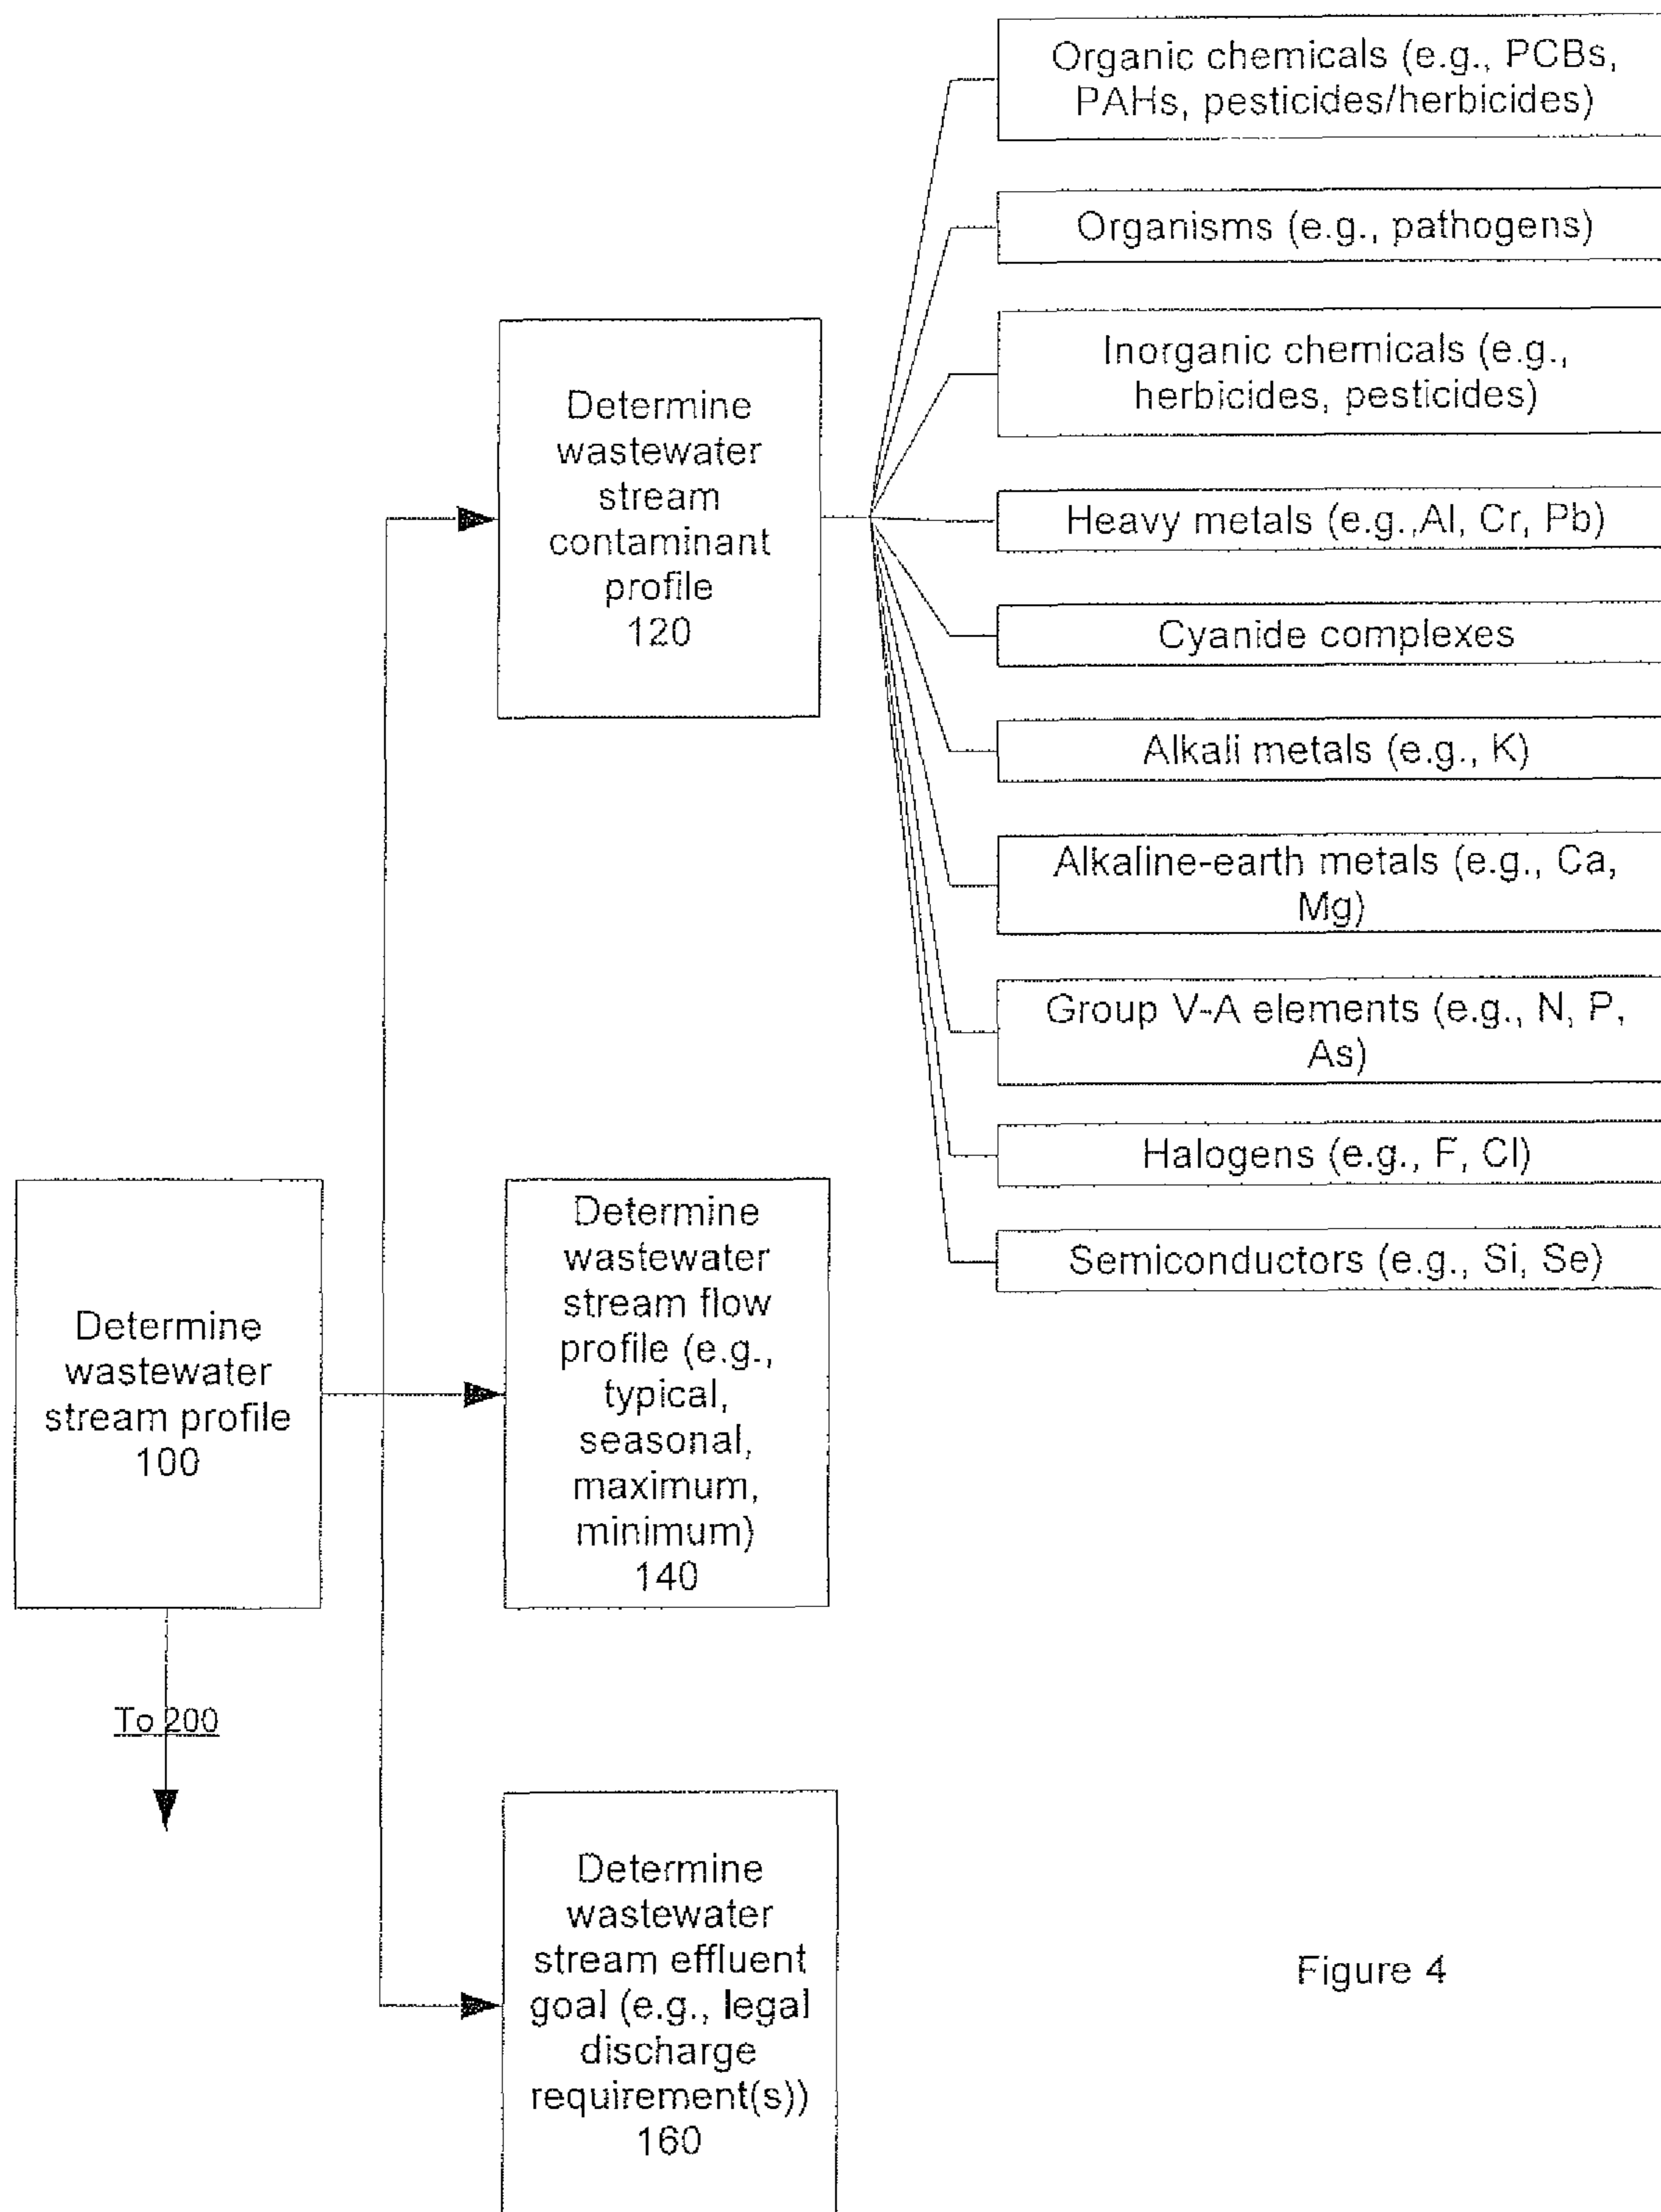 Organic chemicals (e.g., PCBs,
PAHs, pesticides/herbicides)
Organisms (e.g., pathogens)
Inorganic chemicals (e.g.,
herbicides, pesticides)
Heavy metals (e.g.,Al, Cr, Pb)
Cyanide complexes
Alkali metals (e.g., K)
Alkaline-earth metals (e.g., Ca,
Mg)
Group V-A elements (e.g., N, P,
As)
Halogens (e.g., F, Cl)
Semiconductors (e.g., Si, Se)
Determine
wastewater
stream
contaminant
profile
120
Determine
wastewater
stream flow
profile (e.g.,
typical,
seasonal,
maximum,
minimum)
140
Determine
wastewater
stream profile
100
To 200
Determine
wastewater
stream effluent
goal (e.g., legal
discharge
requirement(s))
160
Figure 4